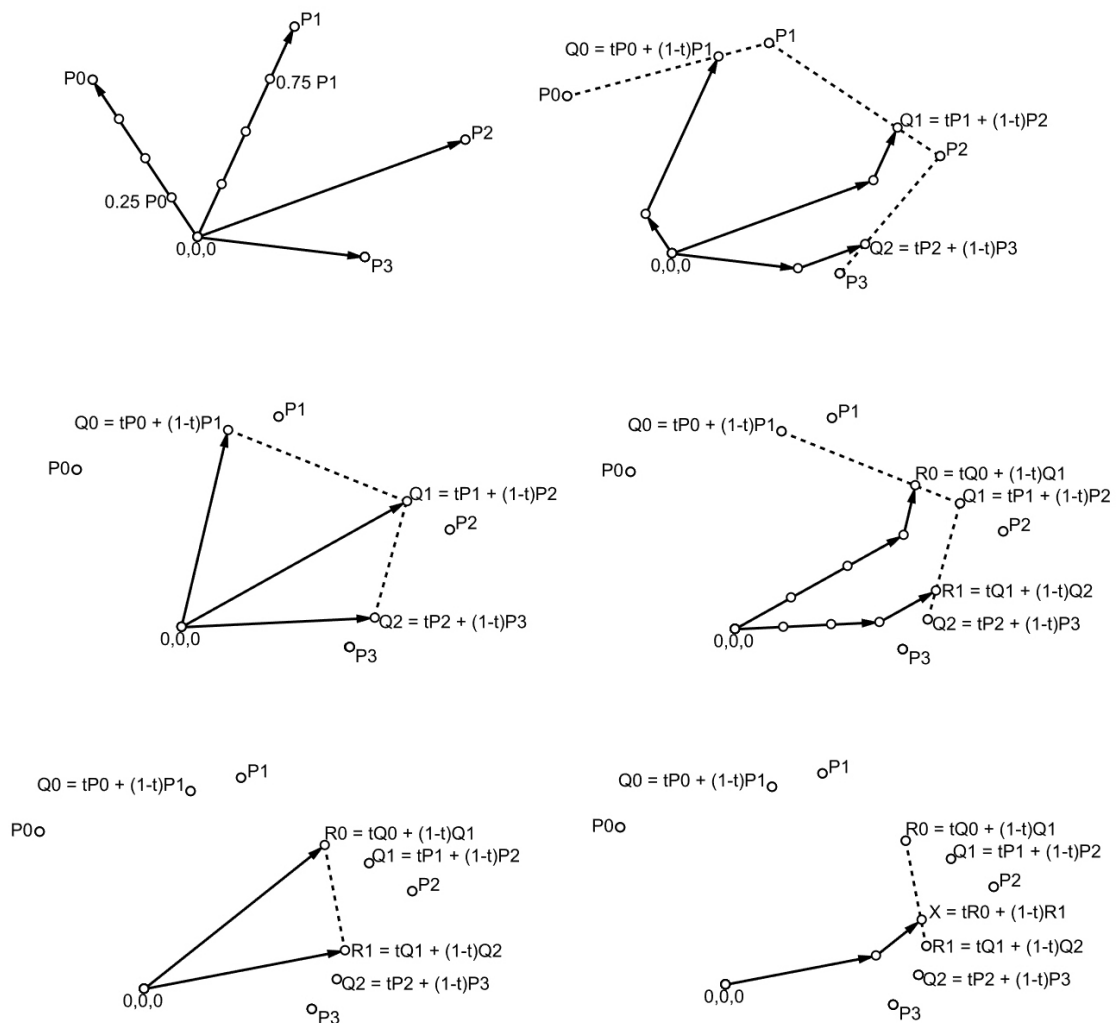 P1
P0
0.75 P1
P2
0.25 P0
0,0,0
P3
Q0 = tP0 + (1-t)P1
P1
P0
Q1 = tP1 + (1-t)P2
P2
Q2 = tP2 + (1-t)P3
0,0,0
P3
P1
Q0 = tP0 + (1-t)P1
P0
Q1 = tP1 + (1-t)P2
P2
Q2 = tP2 + (1-t)P3
0,0,0
P3
P1
Q0 = tP0 + (1-t)P1
P0
R0 = tQ0 + (1-t)Q1
Q1 = tP1 + (1-t)P2
P2
R1 = tQ1 + (1-t)Q2
Q2 = tP2 + (1-t)P3
0,0,0
P3
P1
Q0 = tP0 + (1-t)P1
P0
R0 = tQ0 + (1-t)Q1
Q1 = tP1 + (1-t)P2
P2
R1 = tQ1 + (1-t)Q2
Q2 = tP2 + (1-t)P3
0,0,0
P3
P1
Q0 = tP0 + (1-t)P1
P0
R0 = tQ0 + (1-t)Q1
Q1 = tP1 + (1-t)P2
P2
X = tR0 + (1-t)R1
R1 = tQ1 + (1-t)Q2
Q2 = tP2 + (1-t)P3
0,0,0
P3